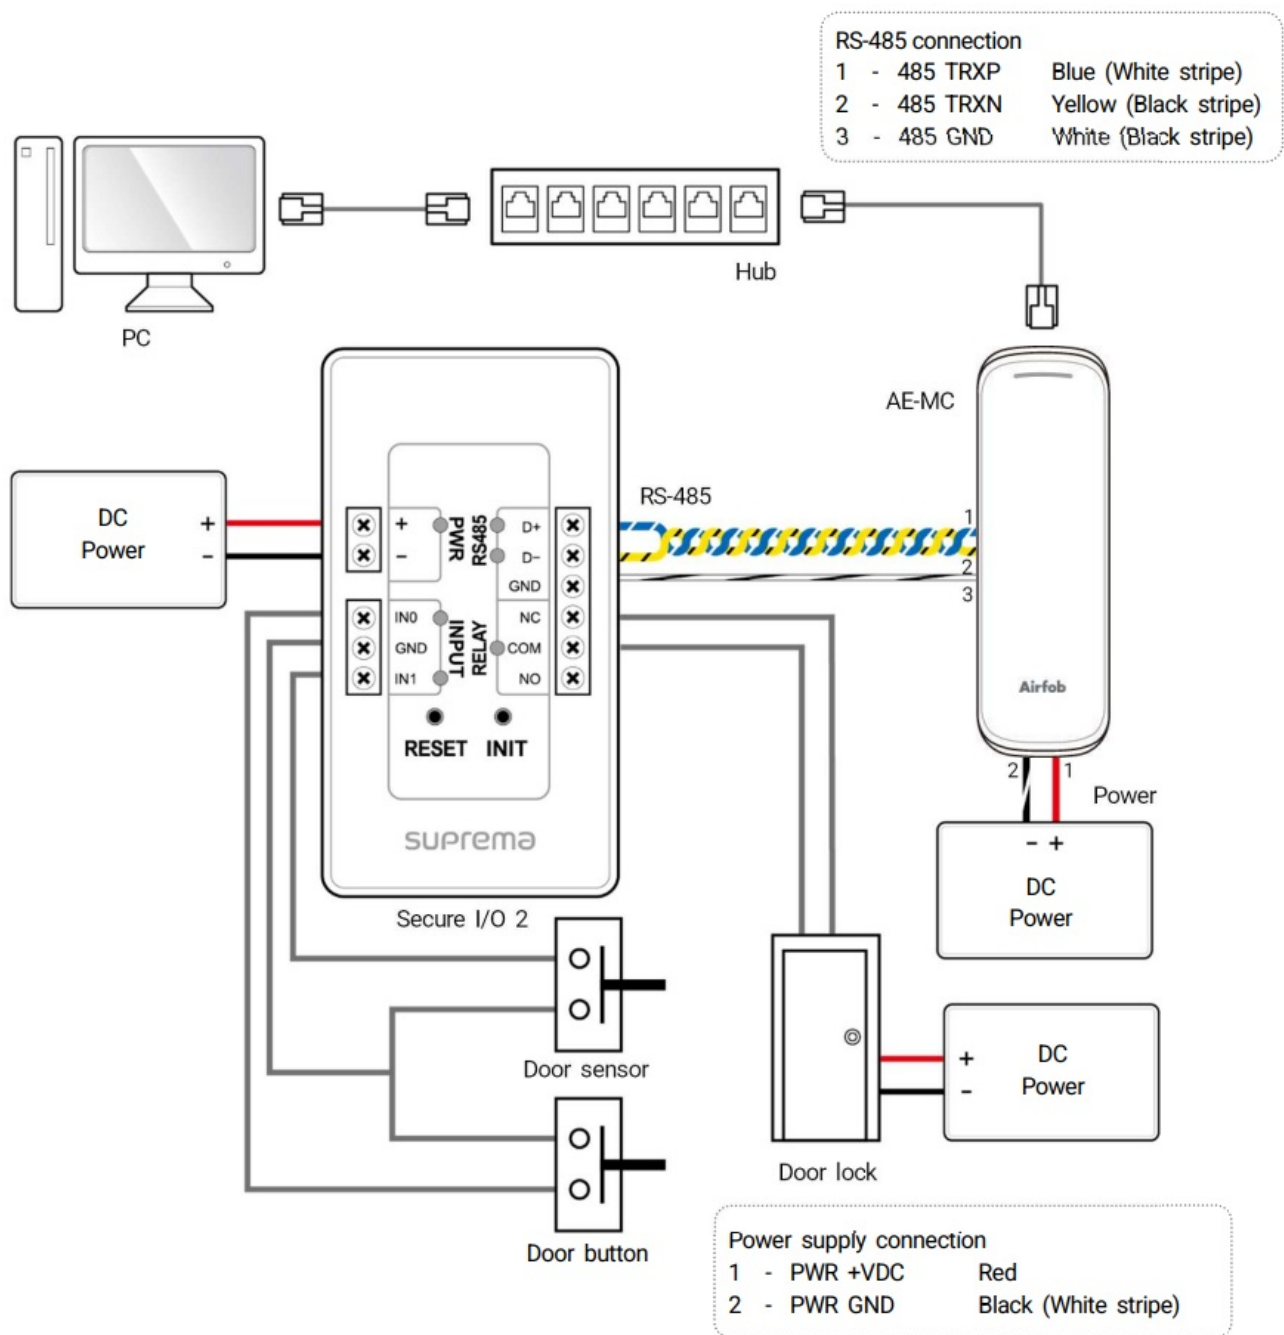 RS-485 connection
1 - 485 TRXP Blue (White stripe)
2 - 485 TRXN Yellow (Black stripe)
3 - 485 GND White (Black stripe)
Hub
PC
AE-MC
DC
Power
+
-
RS-485
1
2
3
+
-
PWR
RS485
D+
D-
GND
IN0
GND
IN1
INPUT
RELAY
NC
COM
NO
RESET INIT
suprema
Secure I/O 2
Airfob
2 1
Power
- +
DC
Power
Door sensor
Door button
Door lock
+
-
DC
Power
Power supply connection
1 - PWR +VDC Red
2 - PWR GND Black (White stripe)